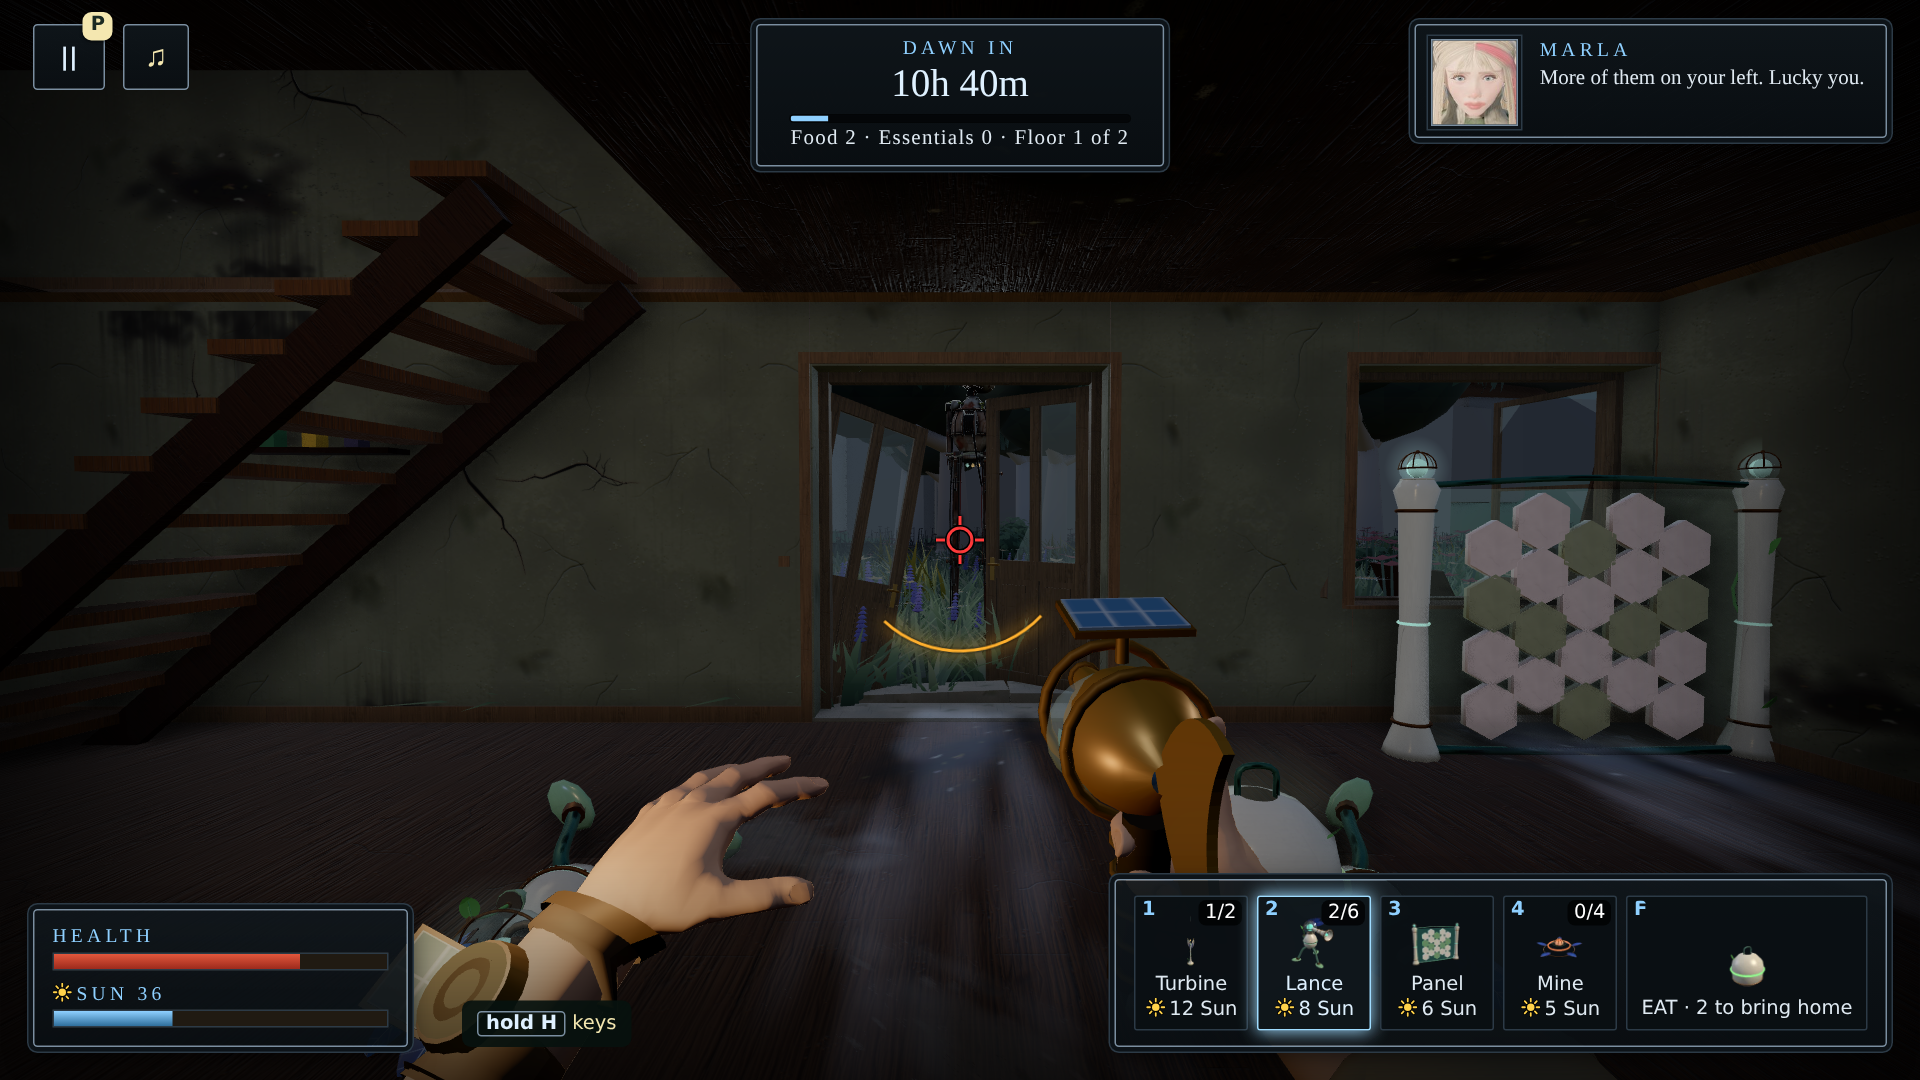 P
DAWN IN
10h 40m
Food 2 · Essentials 0 · Floor 1 of 2
MARLA
More of them on your left. Lucky you.
HEALTH
SUN 36
hold H keys
1 1/2
Turbine
12 Sun
2 2/6
Lance
8 Sun
3
Panel
6 Sun
4 0/4
Mine
5 Sun
F
EAT · 2 to bring home